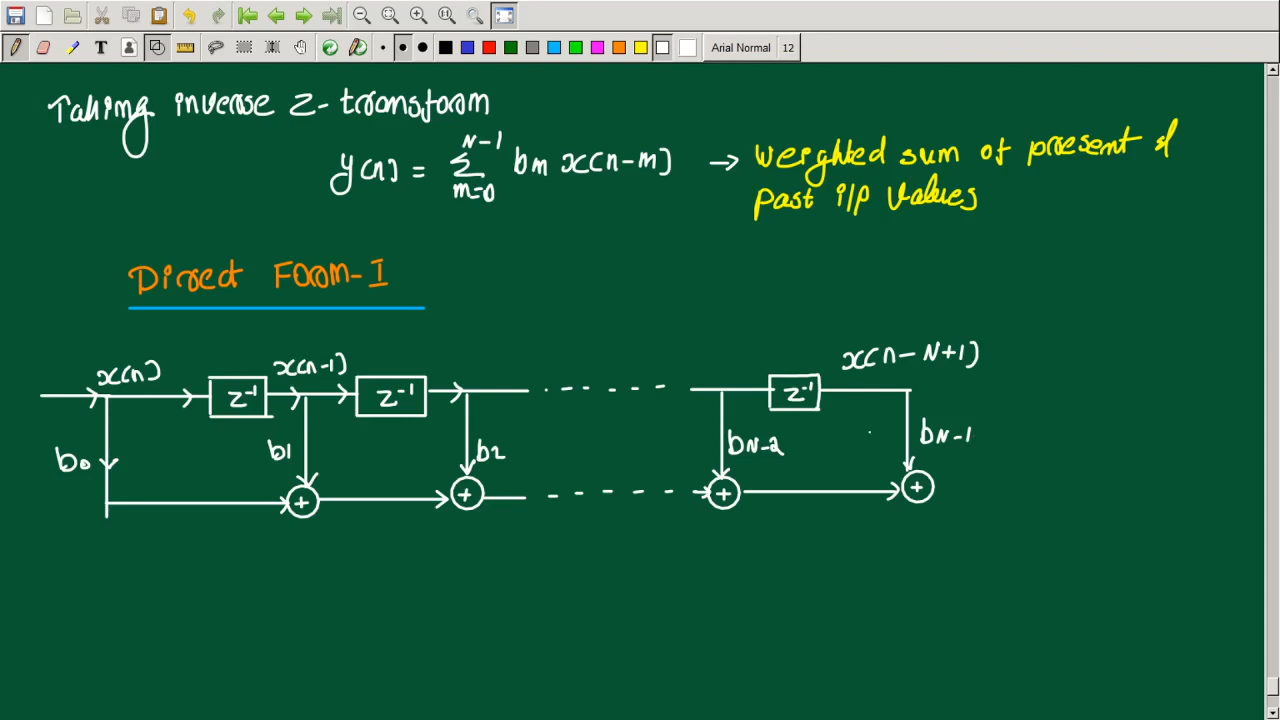 Arial Normal 12
Taking inverse Z-transform
y(n) = N-1 Σ m=0 bm x(n-m) → weighted sum of present &
past i/p values
Direct Form-I
x(n) x(n-1) x(n-N+1)
z⁻¹ z⁻¹ z⁻¹
b0 b1 b2 bN-2 bN-1
+ + + +